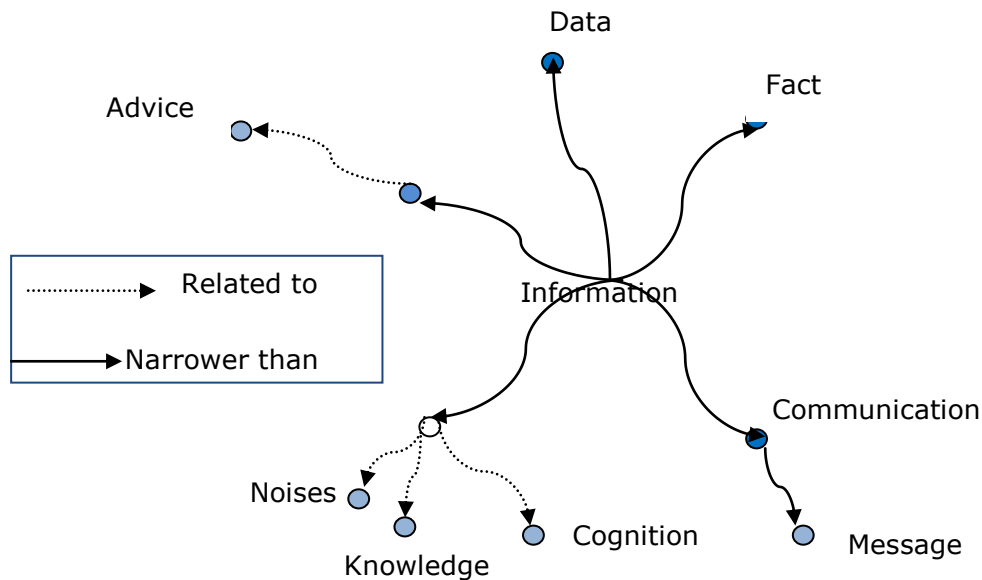 Data
Fact
Advice
Related to
Information
Narrower than
Communication
Noises
Cognition
Message
Knowledge